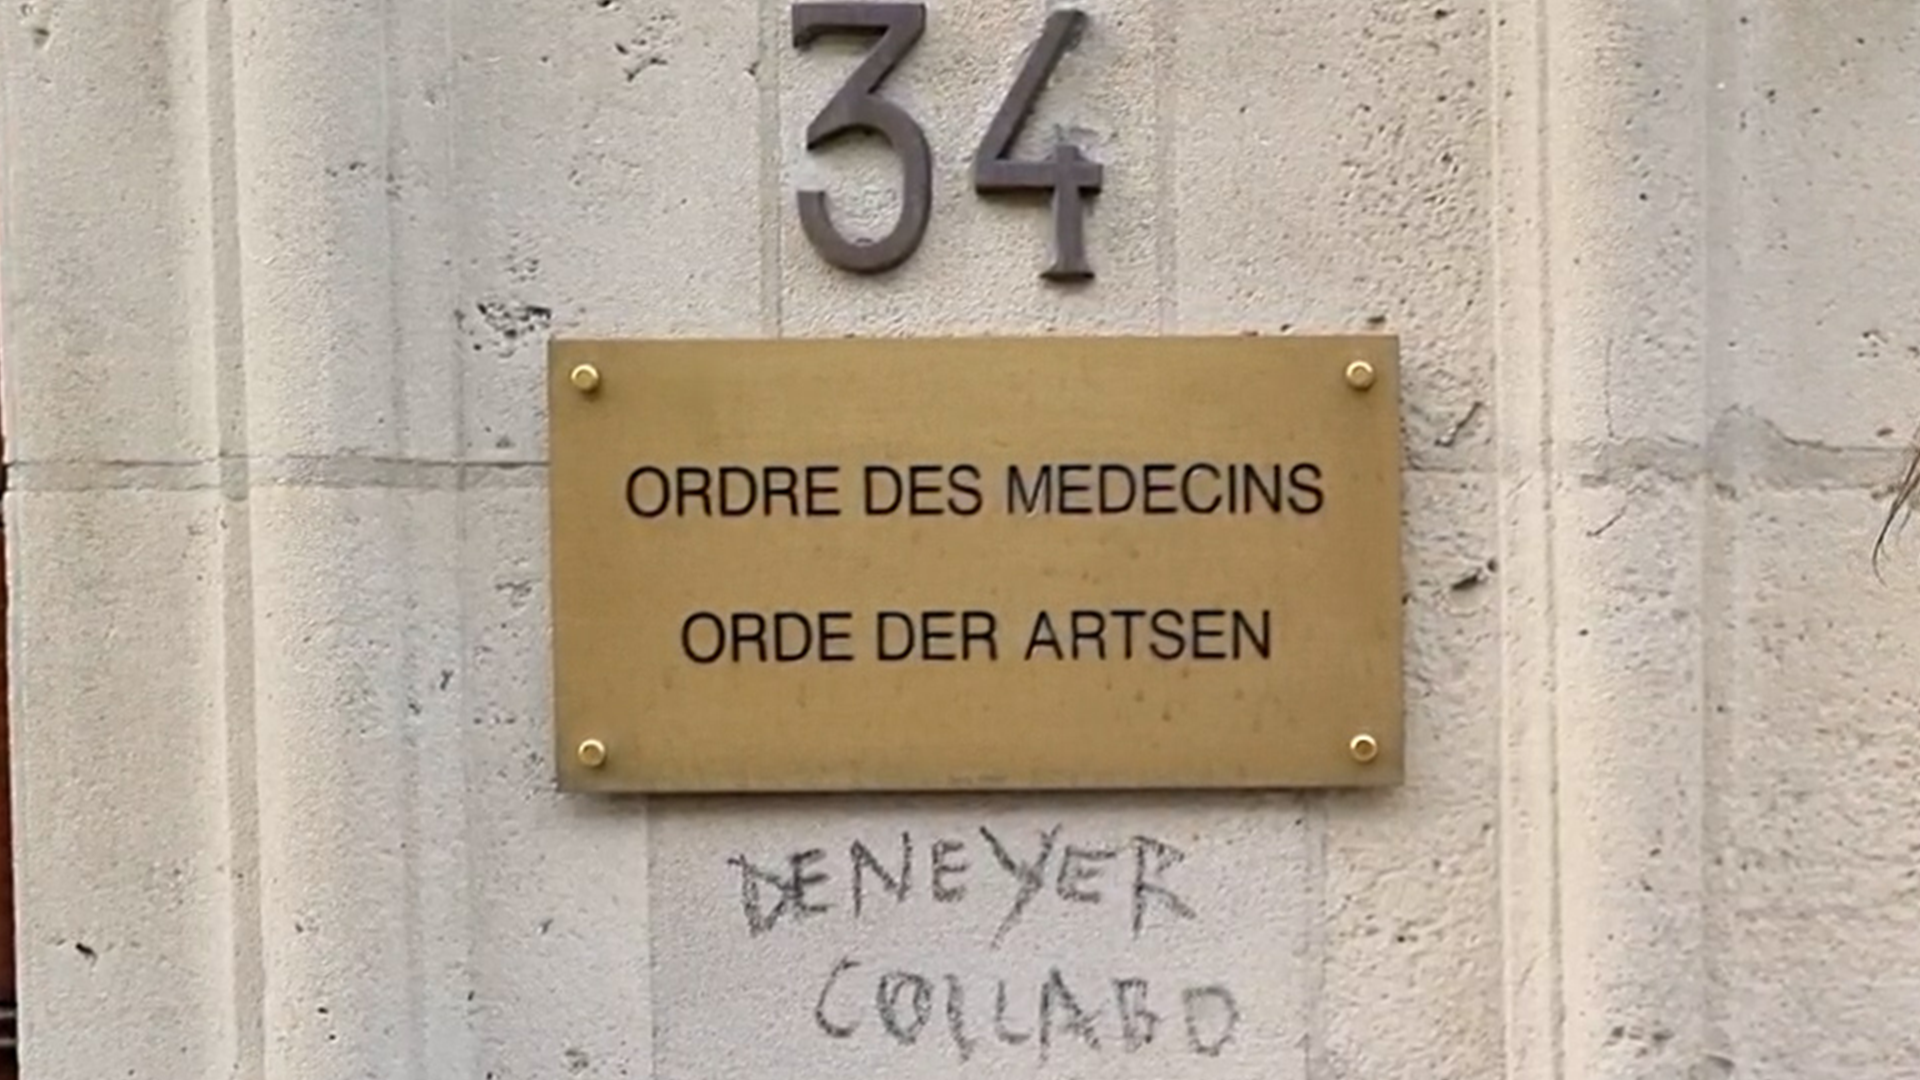 34
ORDRE DES MEDECINS
ORDE DER ARTSEN
DENEYER
COLLABO